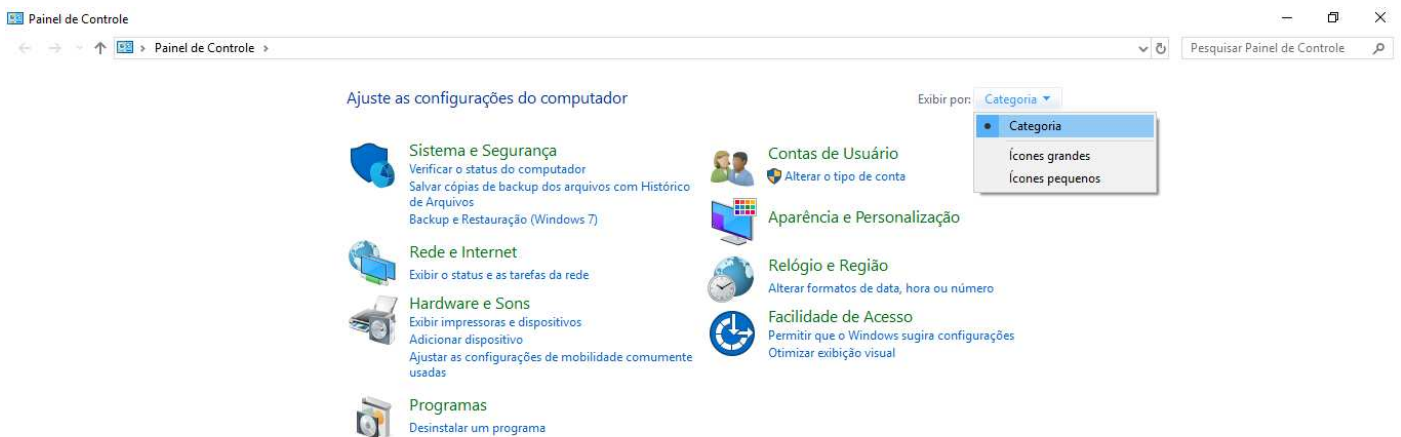 Painel de Controle
Painel de Controle
Pesquisar Painel de Controle
Ajuste as configurações do computador
Exibir por: Categoria
Categoria
Ícones grandes
Ícones pequenos
Sistema e Segurança
Verificar o status do computador
Salvar cópias de backup dos arquivos com Histórico
de Arquivos
Backup e Restauração (Windows 7)
Rede e Internet
Exibir o status e as tarefas da rede
Hardware e Sons
Exibir impressoras e dispositivos
Adicionar dispositivo
Ajustar as configurações de mobilidade comumente
usadas
Programas
Desinstalar um programa
Contas de Usuário
Alterar o tipo de conta
Aparência e Personalização
Relógio e Região
Alterar formatos de data, hora ou número
Facilidade de Acesso
Permitir que o Windows sugira configurações
Otimizar exibição visual